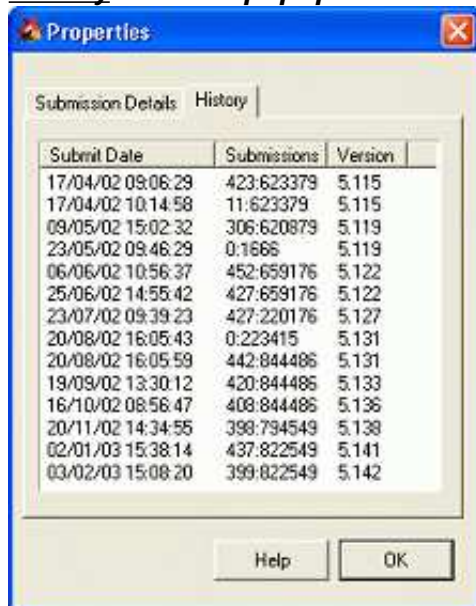 Properties
Submission Details History
Submit Date Submissions Version
17/04/02 09:06:29 423:623379 5.115
17/04/02 10:14:58 11:623379 5.115
09/05/02 15:02:32 306:620879 5.119
23/05/02 09:46:29 0:1666 5.119
06/06/02 10:56:37 452:659176 5.122
25/06/02 14:55:42 427:659176 5.122
23/07/02 09:39:23 427:220176 5.127
20/08/02 16:05:43 0:223415 5.131
20/08/02 16:05:59 442:844486 5.131
19/09/02 13:30:12 420:844486 5.133
16/10/02 08:56:47 408:844486 5.136
20/11/02 14:34:55 398:794549 5.138
02/01/03 15:38:14 437:822549 5.141
03/02/03 15:08:20 399:822549 5.142
Help OK